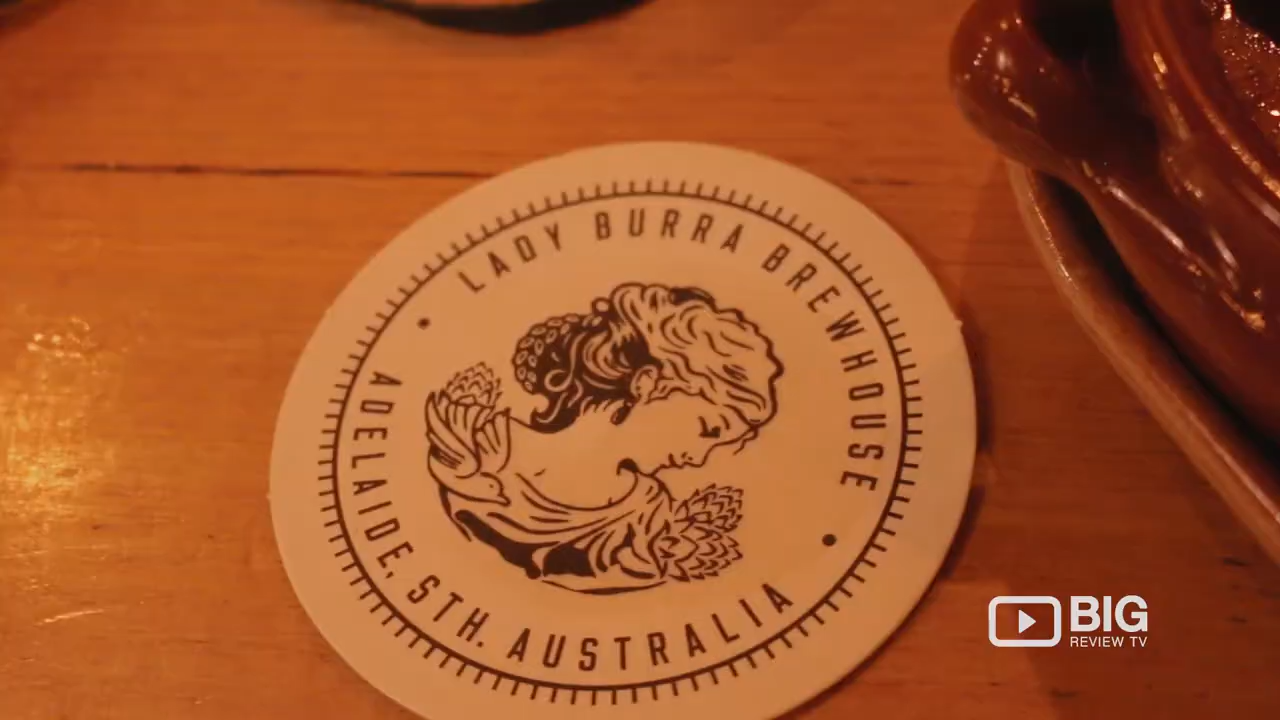 LADY BURRA BREWHOUSE
ADELAIDE, STH. AUSTRALIA
BIG
REVIEW TV